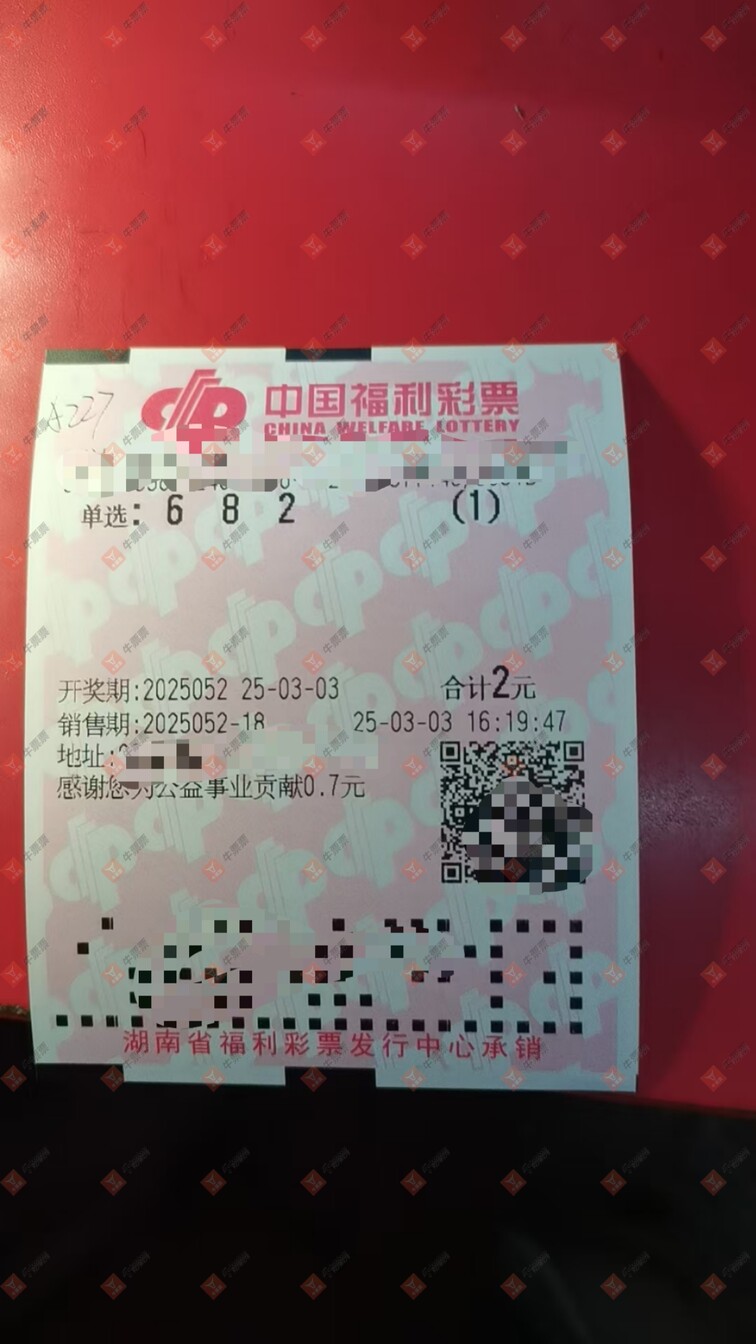 中国福利彩票
CHINA WELFARE LOTTERY
单选: 6 8 2 (1)
开奖期:2025052 25-03-03 合计2元
销售期:2025052-18 25-03-03 16:19:47
地址:
感谢您为公益事业贡献0.7元
湖南省福利彩票发行中心承销